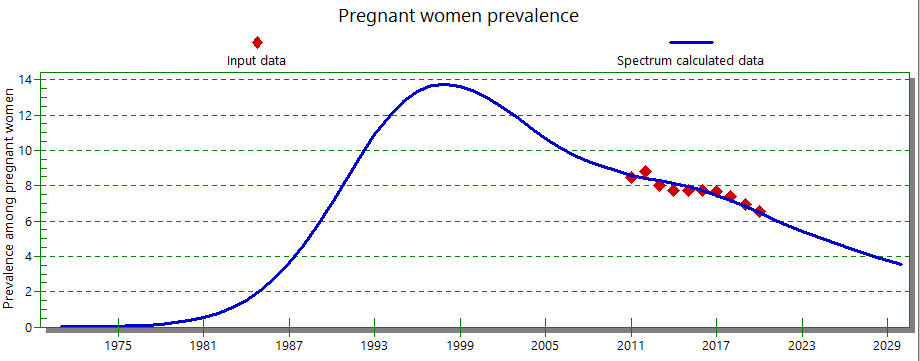 Pregnant women prevalence
Input data
Spectrum calculated data
Prevalence among pregnant women
14
12
10
8
6
4
2
0
1975 1981 1987 1993 1999 2005 2011 2017 2023 2029